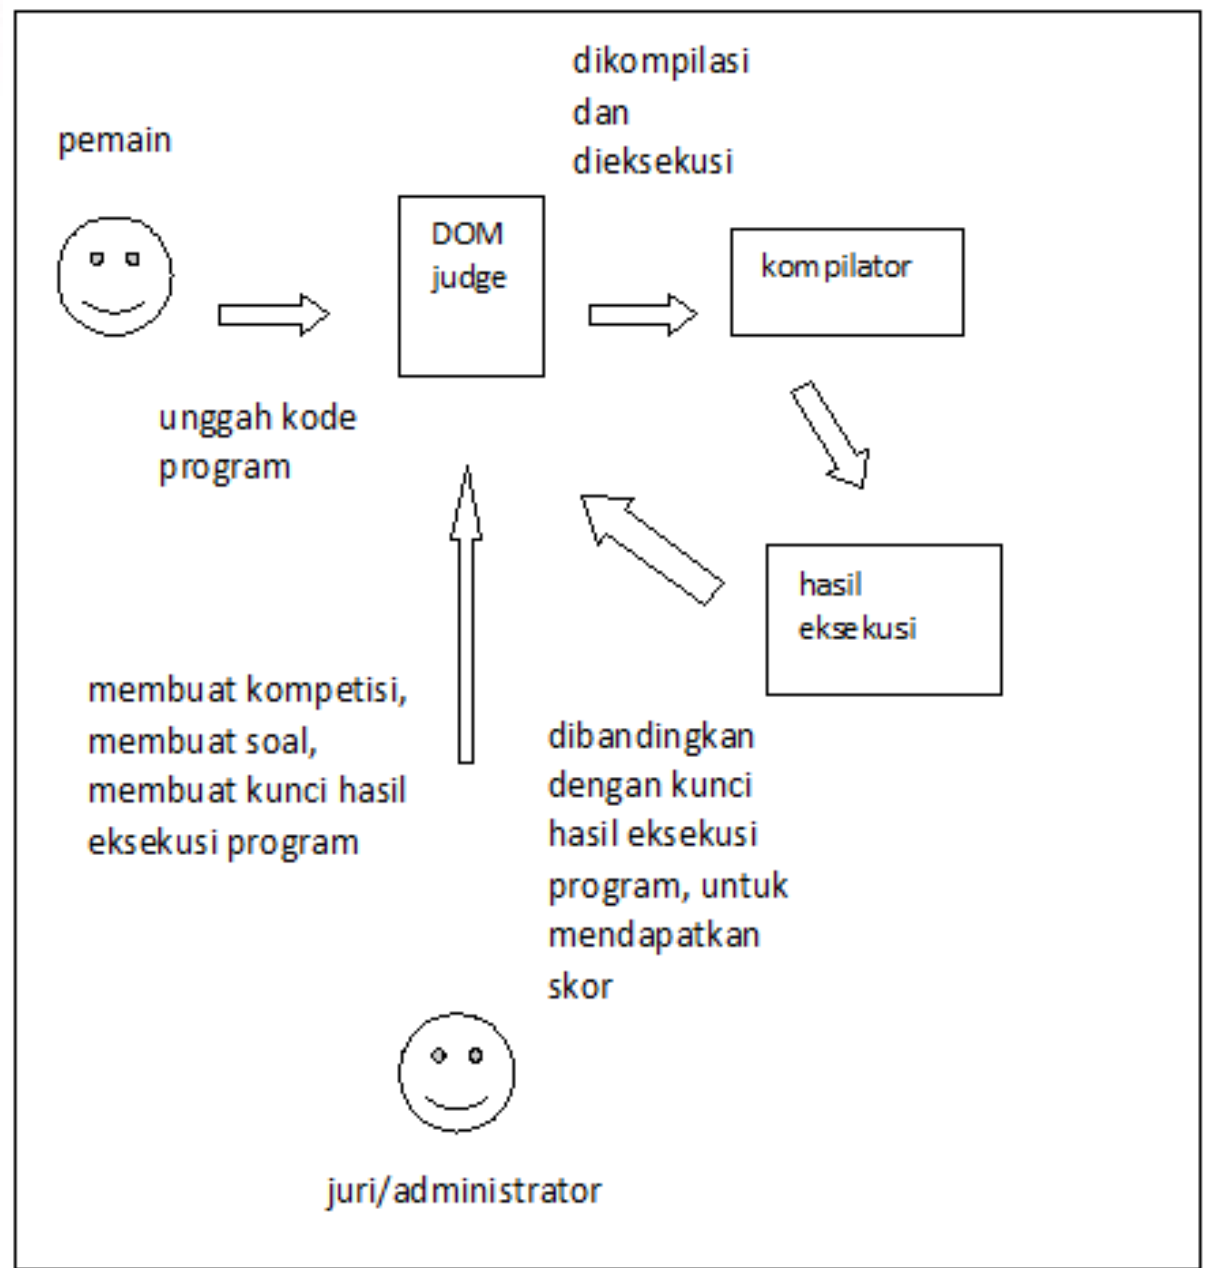 pemain
dikompilasi
dan
dieksekusi
DOM
judge
kompilator
unggah kode
program
hasil
eksekusi
membuat kompetisi,
membuat soal,
membuat kunci hasil
eksekusi program
dibandingkan
dengan kunci
hasil eksekusi
program, untuk
mendapatkan
skor
juri/administrator